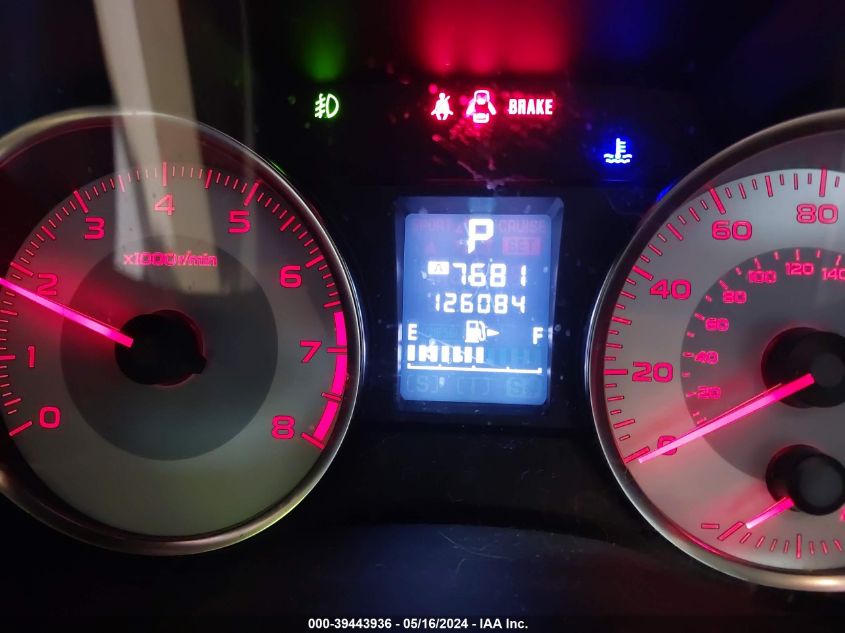 BRAKE
0 1 2 3 4 5 6 7 8
x1000r/min
SPORT CRUISE
P
SET
A 7681
126084
E F
S I S#
0 20 40 60 80
20 40 60 80 100 120 140
000-39443936 - 05/16/2024 - IAA Inc.